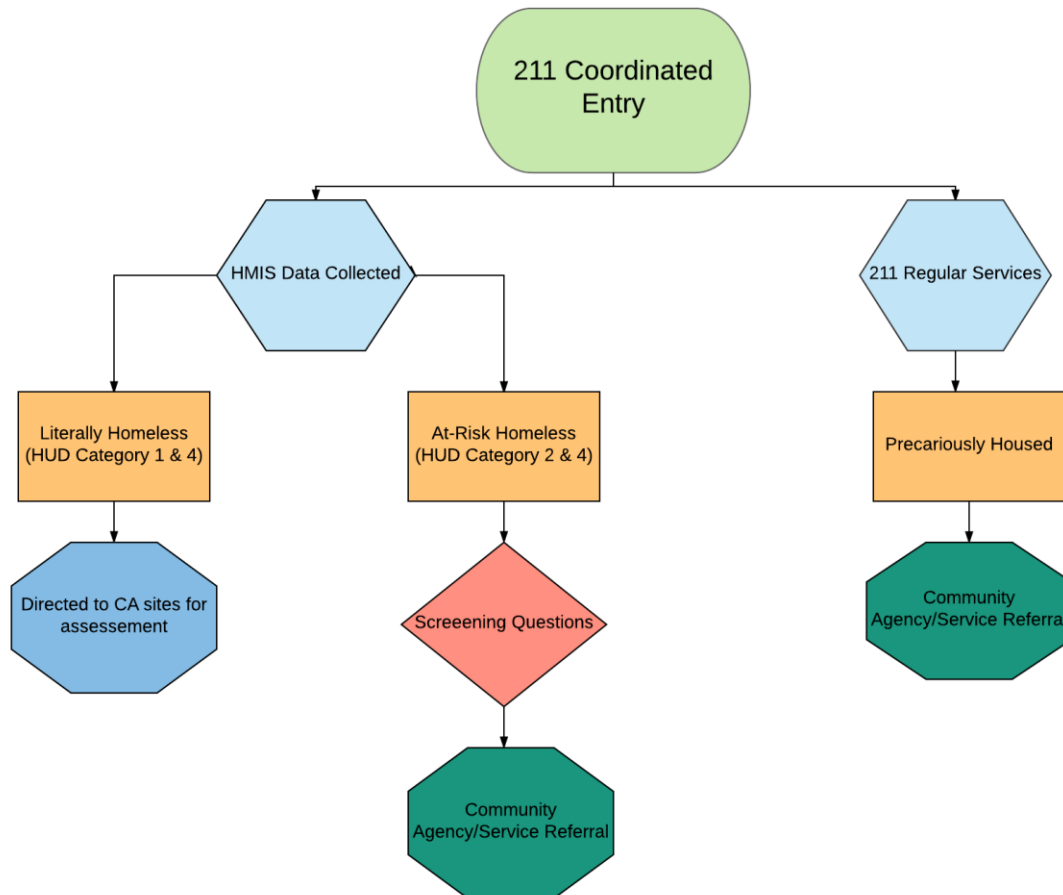 211 Coordinated
Entry
HMIS Data Collected
211 Regular Services
Literally Homeless
(HUD Category 1 & 4)
At-Risk Homeless
(HUD Category 2 & 4)
Precariously Housed
Directed to CA sites for
assessement
Screeening Questions
Community
Agency/Service Referral
Community
Agency/Service Referral